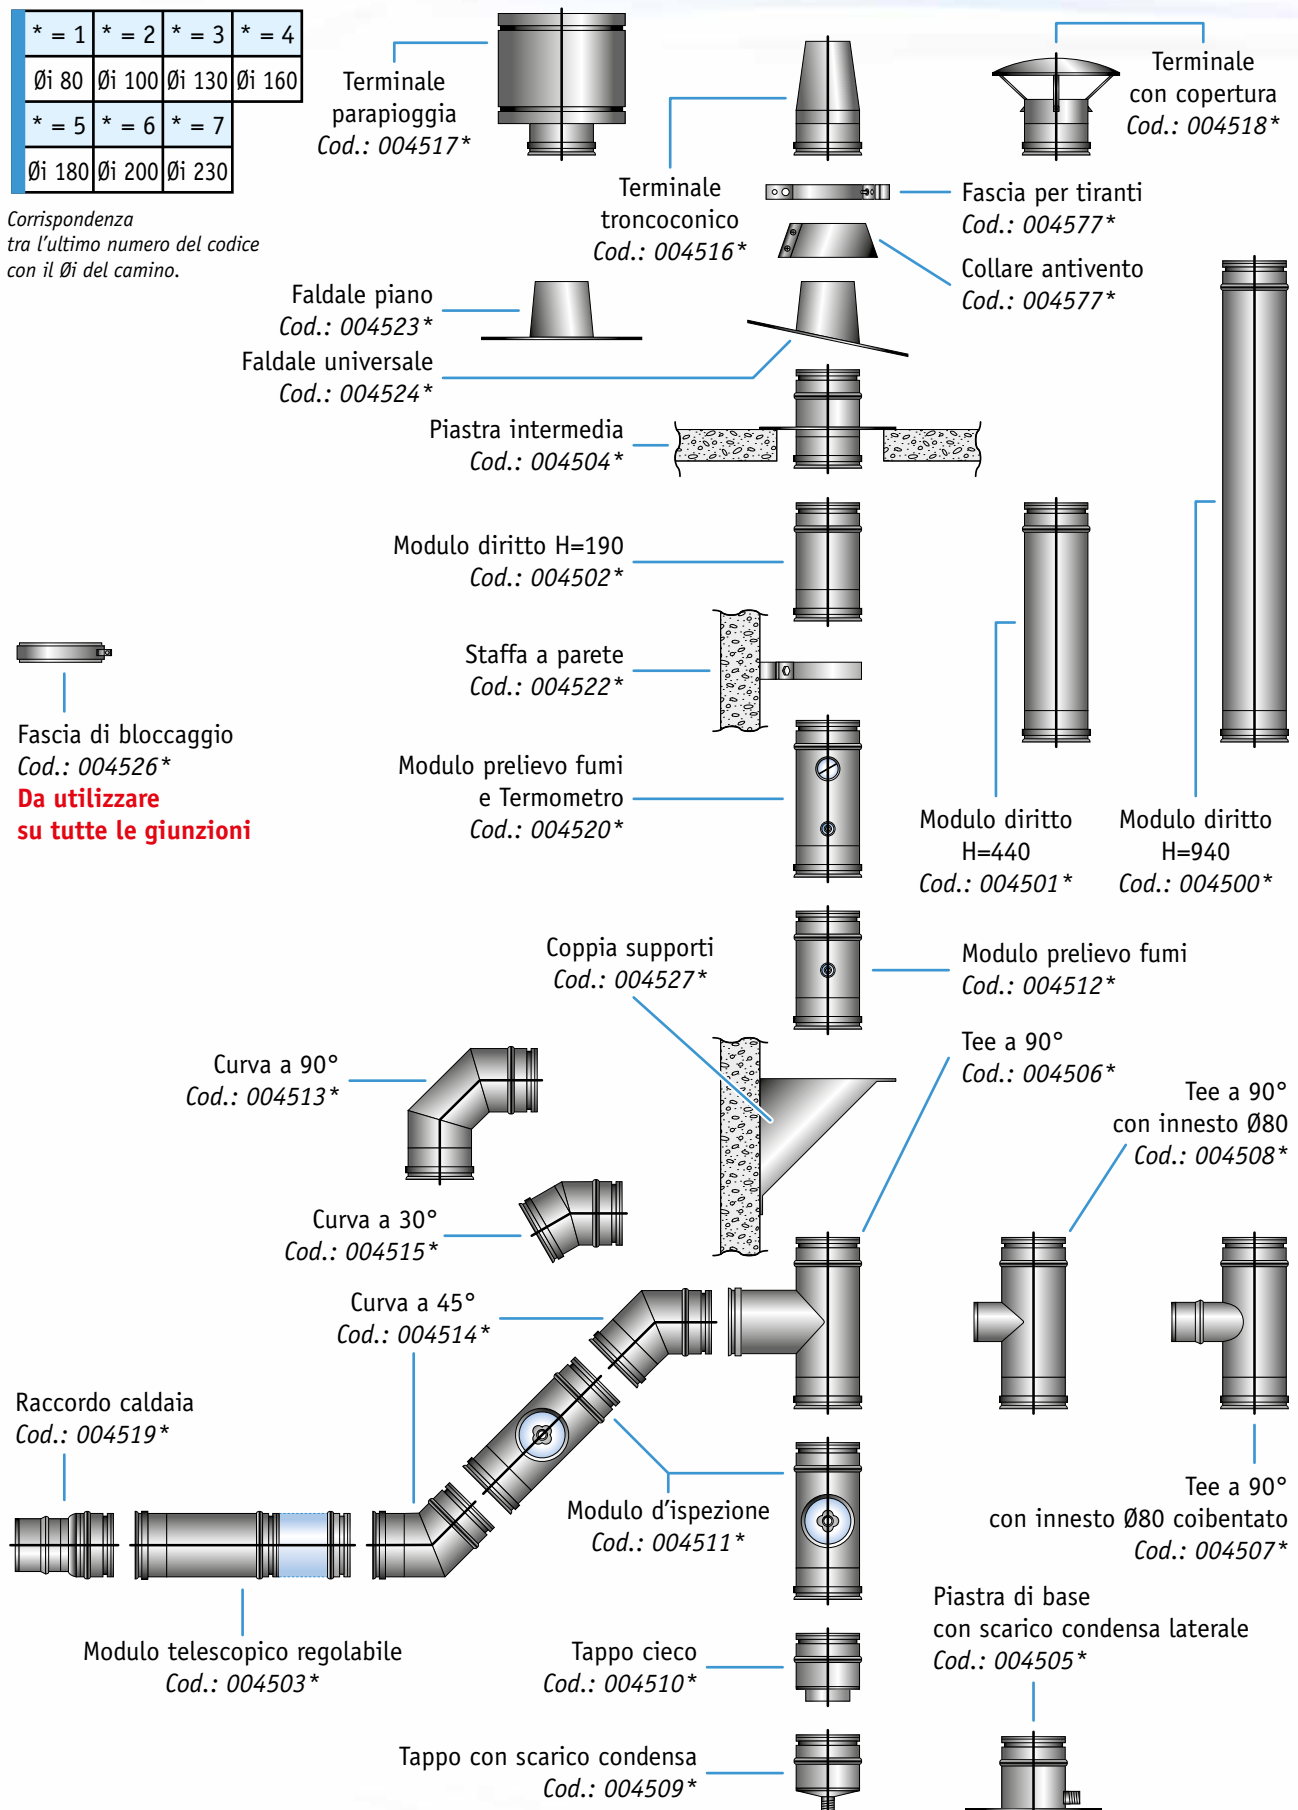 * = 1 * = 2 * = 3 * = 4
Øi 80 Øi 100 Øi 130 Øi 160
* = 5 * = 6 * = 7
Øi 180 Øi 200 Øi 230
Corrispondenza
tra l'ultimo numero del codice
con il Øi del camino.
Terminale
parapioggia
Cod.: 004517*
Terminale
troncoconico
Cod.: 004516*
Terminale
con copertura
Cod.: 004518*
Fascia per tiranti
Cod.: 004577*
Collare antivento
Cod.: 004577*
Faldale piano
Cod.: 004523*
Faldale universale
Cod.: 004524*
Piastra intermedia
Cod.: 004504*
Modulo diritto H=190
Cod.: 004502*
Staffa a parete
Cod.: 004522*
Fascia di bloccaggio
Cod.: 004526*
Da utilizzare
su tutte le giunzioni
Modulo prelievo fumi
e Termometro
Cod.: 004520*
Modulo diritto
H=440
Cod.: 004501*
Modulo diritto
H=940
Cod.: 004500*
Coppia supporti
Cod.: 004527*
Modulo prelievo fumi
Cod.: 004512*
Curva a 90°
Cod.: 004513*
Tee a 90°
Cod.: 004506*
Tee a 90°
con innesto Ø80
Cod.: 004508*
Curva a 30°
Cod.: 004515*
Curva a 45°
Cod.: 004514*
Raccordo caldaia
Cod.: 004519*
Modulo d'ispezione
Cod.: 004511*
Tee a 90°
con innesto Ø80 coibentato
Cod.: 004507*
Modulo telescopico regolabile
Cod.: 004503*
Tappo cieco
Cod.: 004510*
Piastra di base
con scarico condensa laterale
Cod.: 004505*
Tappo con scarico condensa
Cod.: 004509*